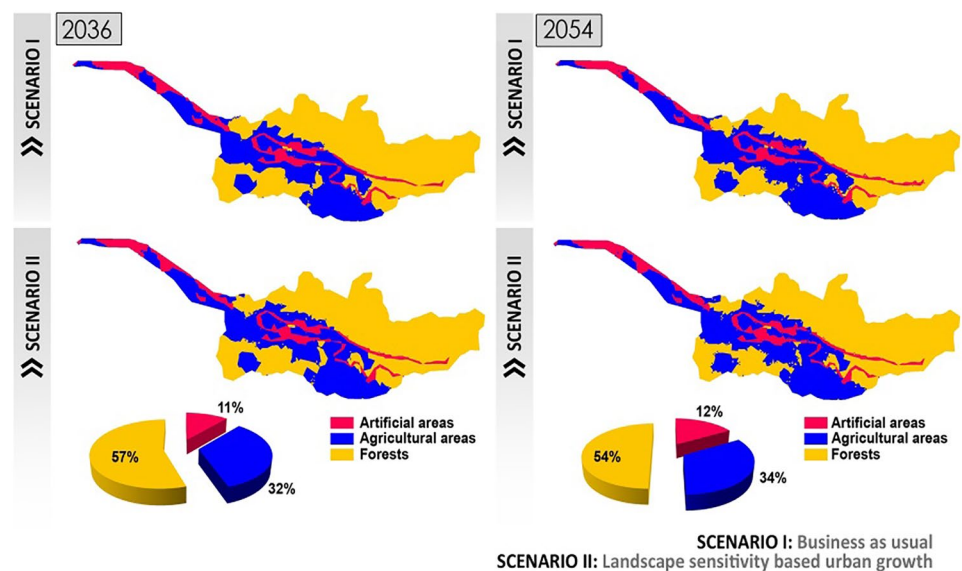 2036
2054
SCENARIO I
SCENARIO I
SCENARIO II
SCENARIO II
11%
57%
32%
Artificial areas
Agricultural areas
Forests
12%
54%
34%
Artificial areas
Agricultural areas
Forests
SCENARIO I: Business as usual
SCENARIO II: Landscape sensitivity based urban growth